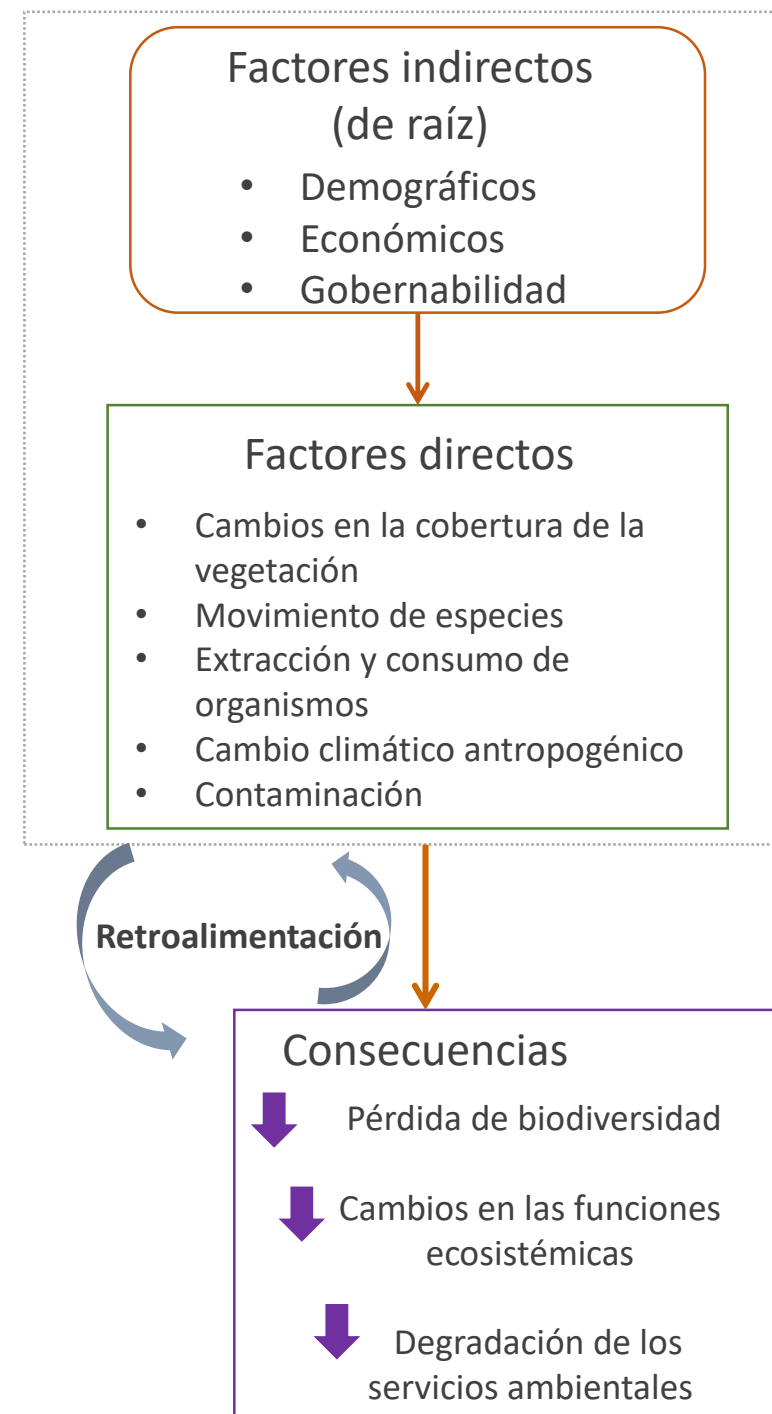 Factores indirectos
(de raíz)
• Demográficos
• Económicos
• Gobernabilidad
Factores directos
• Cambios en la cobertura de la
vegetación
• Movimiento de especies
• Extracción y consumo de
organismos
• Cambio climático antropogénico
• Contaminación
Retroalimentación
Consecuencias
Pérdida de biodiversidad
Cambios en las funciones
ecosistémicas
Degradación de los
servicios ambientales